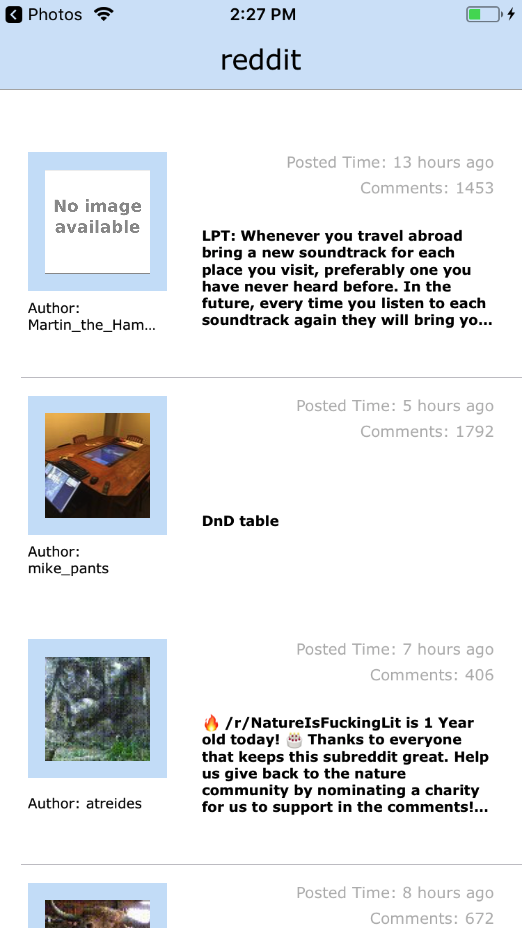 Photos
2:27 PM
reddit
Posted Time: 13 hours ago
Comments: 1453
No image
available
LPT: Whenever you travel abroad
bring a new soundtrack for each
place you visit, preferably one you
have never heard before. In the
future, every time you listen to each
soundtrack again they will bring yo...
Author:
Martin_the_Ham...
Posted Time: 5 hours ago
Comments: 1792
DnD table
Author:
mike_pants
Posted Time: 7 hours ago
Comments: 406
🔥 /r/NatureIsFuckingLit is 1 Year
old today! 🎂 Thanks to everyone
that keeps this subreddit great. Help
us give back to the nature
community by nominating a charity
for us to support in the comments!...
Author: atreides
Posted Time: 8 hours ago
Comments: 672